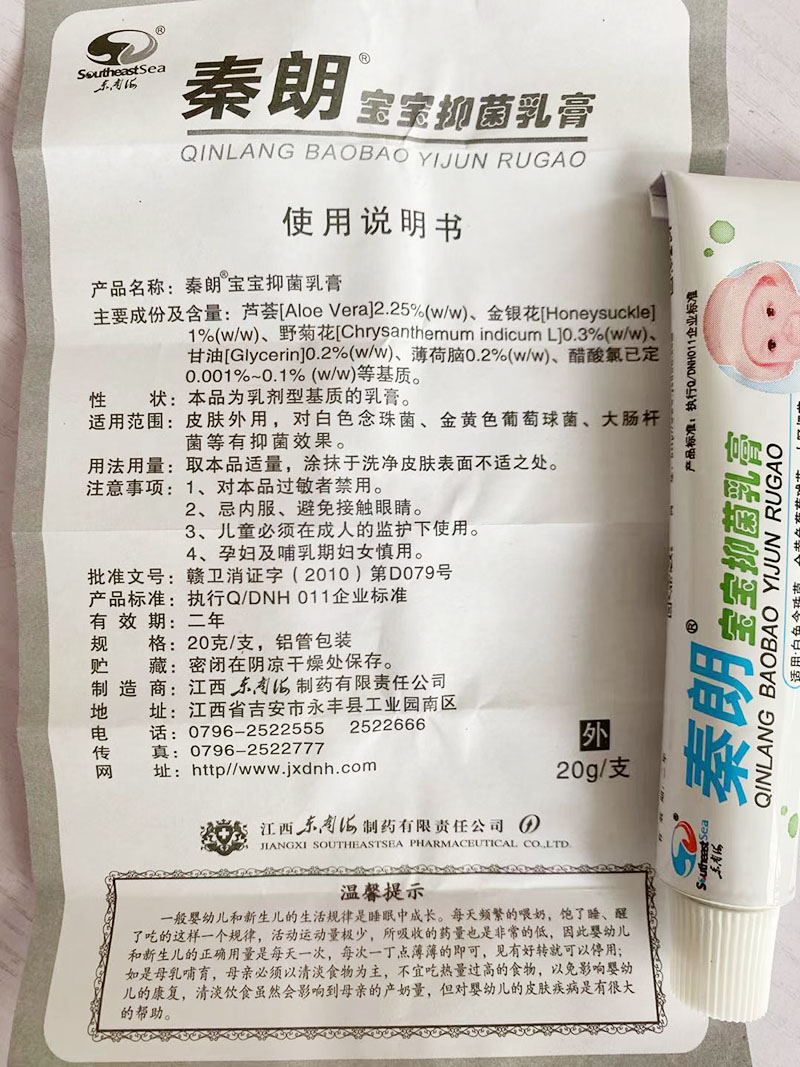 SoutheastSea®
东南海
秦朗® 宝宝抑菌乳膏
QINLANG BAOBAO YIJUN RUGAO
使用说明书
产品名称：秦朗®宝宝抑菌乳膏
主要成份及含量：芦荟[Aloe Vera]2.25%(w/w)、金银花[Honeysuckle]
1%(w/w)、野菊花[Chrysanthemum indicum L]0.3%(w/w)、
甘油[Glycerin]0.2%(w/w)、薄荷脑0.2%(w/w)、醋酸氯已定
0.001%~0.1% (w/w)等基质。
性 状：本品为乳剂型基质的乳膏。
适用范围：皮肤外用，对白色念珠菌、金黄色葡萄球菌、大肠杆
菌等有抑菌效果。
用法用量：取本品适量，涂抹于洗净皮肤表面不适之处。
注意事项：1、对本品过敏者禁用。
2、忌内服、避免接触眼睛。
3、儿童必须在成人的监护下使用。
4、孕妇及哺乳期妇女慎用。
批准文号：赣卫消证字（2010）第D079号
产品标准：执行Q/DNH 011企业标准
有 效 期：二年
规 格：20克/支，铝管包装
贮 藏：密闭在阴凉干燥处保存。
制 造 商：江西东南海制药有限责任公司
地 址：江西省吉安市永丰县工业园南区
电 话：0796-2522555 2522666
传 真：0796-2522777
网 址：http//www.jxdnh.com
外
20g/支
江西东南海制药有限责任公司
JIANGXI SOUTHEASTSEA PHARMACEUTICAL CO.,LTD.
温馨提示
一般婴幼儿和新生儿的生活规律是睡眠中成长。每天频繁的喂奶，饱了睡、醒
了吃的这样一个规律，活动运动量极少，所吸收的药量也是非常的低，因此婴幼儿
和新生儿的正确用量是每天一次，每次一丁点薄薄的即可，见有好转就可以停用；
如是母乳哺育，母亲必须以清淡食物为主，不宜吃热量过高的食物，以免影响婴幼
儿的康复，清淡饮食虽然会影响到母亲的产奶量，但对婴幼儿的皮肤疾病是有很大
的帮助。
产品标准：执行Q/DNH011企业标准
秦朗® 宝宝抑菌乳膏
QINLANG BAOBAO YIJUN RUGAO
SoutheastSea
东南海